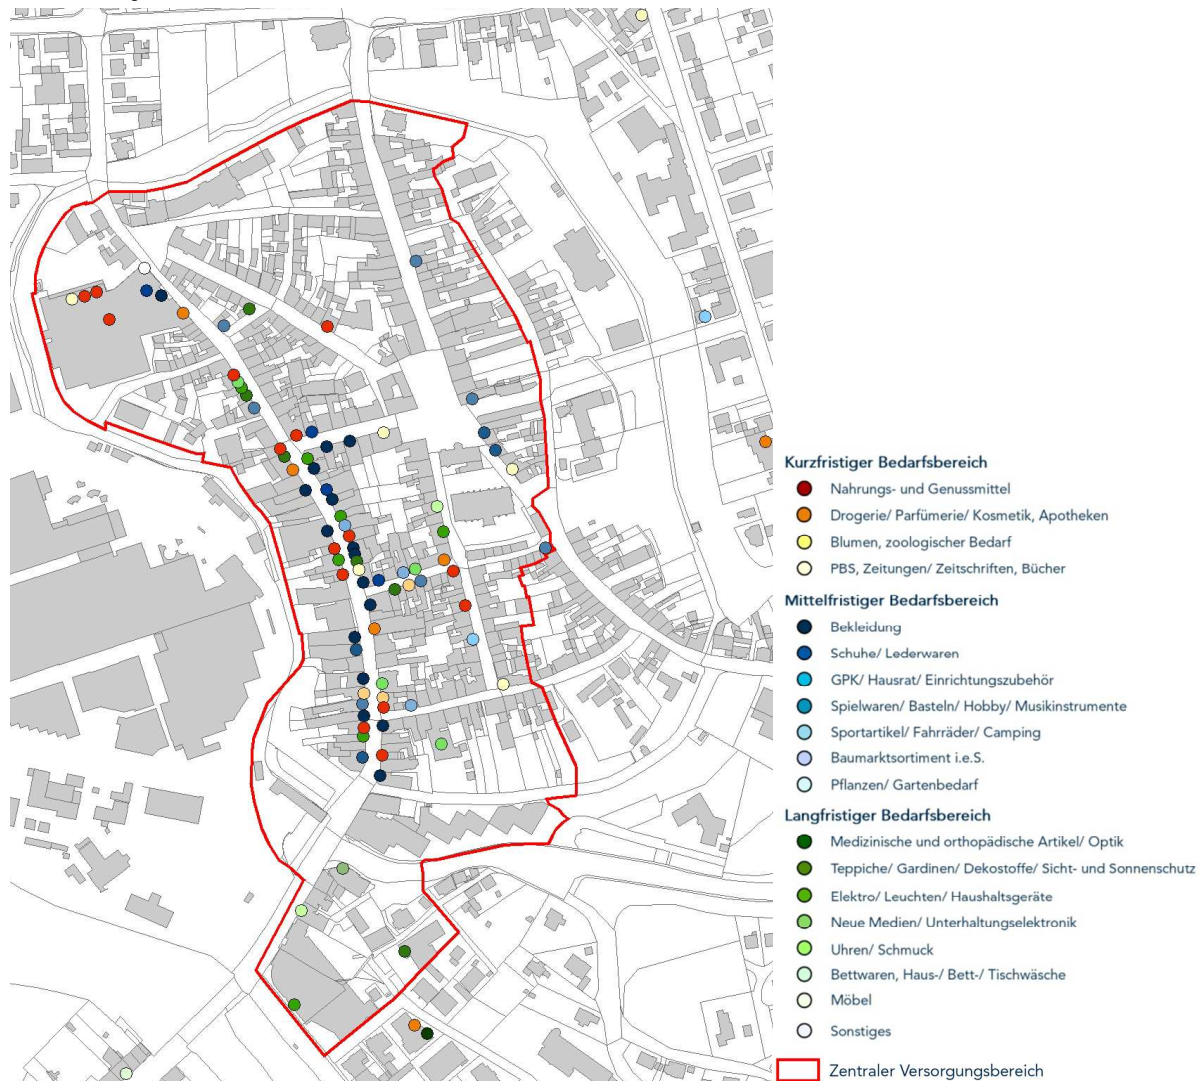 Kurzfristiger Bedarfsbereich
Nahrungs- und Genussmittel
Drogerie/ Parfümerie/ Kosmetik, Apotheken
Blumen, zoologischer Bedarf
PBS, Zeitungen/ Zeitschriften, Bücher
Mittelfristiger Bedarfsbereich
Bekleidung
Schuhe/ Lederwaren
GPK/ Hausrat/ Einrichtungszubehör
Spielwaren/ Basteln/ Hobby/ Musikinstrumente
Sportartikel/ Fahrräder/ Camping
Baumarktsortiment i.e.S.
Pflanzen/ Gartenbedarf
Langfristiger Bedarfsbereich
Medizinische und orthopädische Artikel/ Optik
Teppiche/ Gardinen/ Dekostoffe/ Sicht- und Sonnenschutz
Elektro/ Leuchten/ Haushaltsgeräte
Neue Medien/ Unterhaltungselektronik
Uhren/ Schmuck
Bettwaren, Haus-/ Bett-/ Tischwäsche
Möbel
Sonstiges
Zentraler Versorgungsbereich